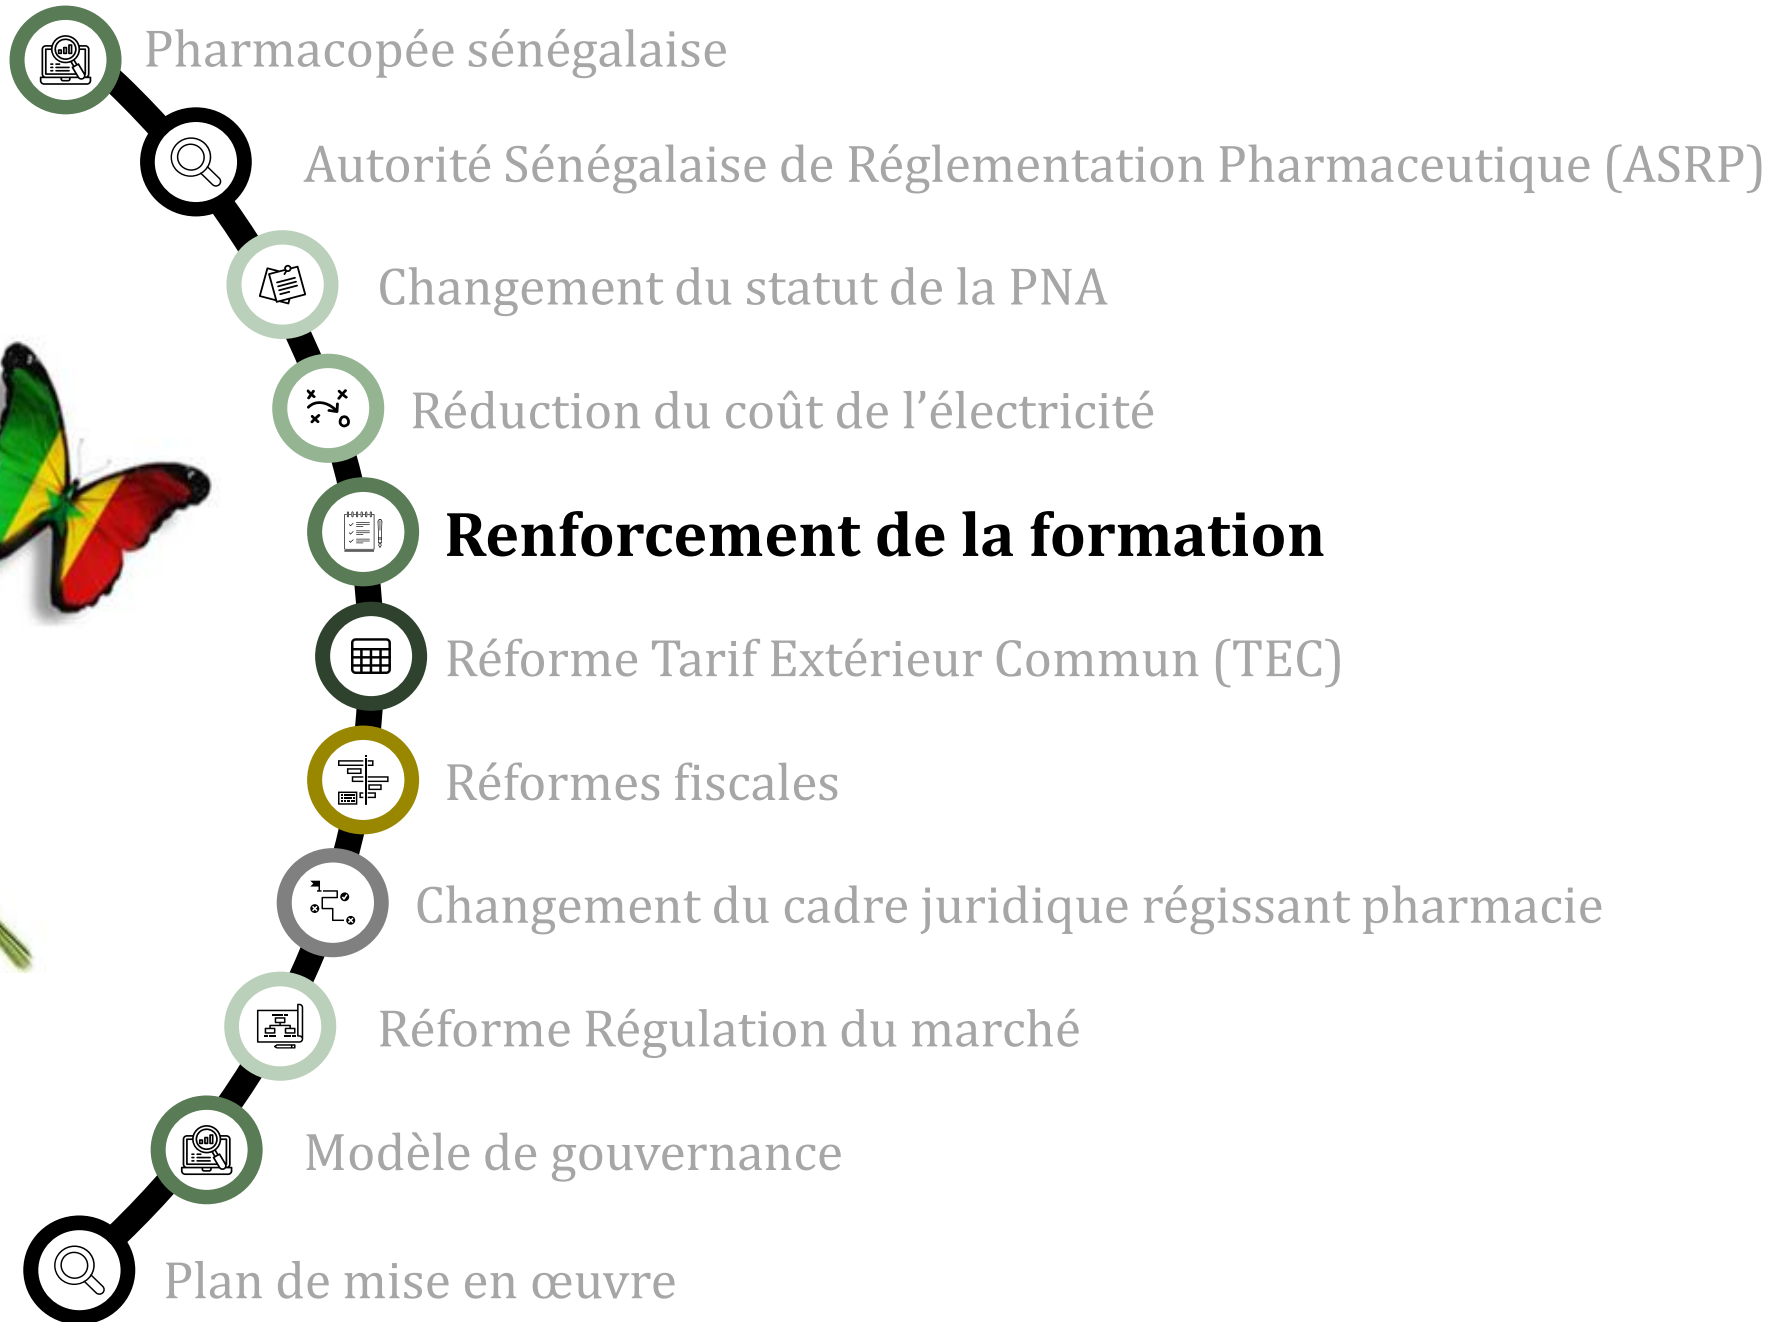 Pharmacopée sénégalaise
Autorité Sénégalaise de Réglementation Pharmaceutique (ASRP)
Changement du statut de la PNA
Réduction du coût de l’électricité
Renforcement de la formation
Réforme Tarif Extérieur Commun (TEC)
Réformes fiscales
Changement du cadre juridique régissant pharmacie
Réforme Régulation du marché
Modèle de gouvernance
Plan de mise en œuvre